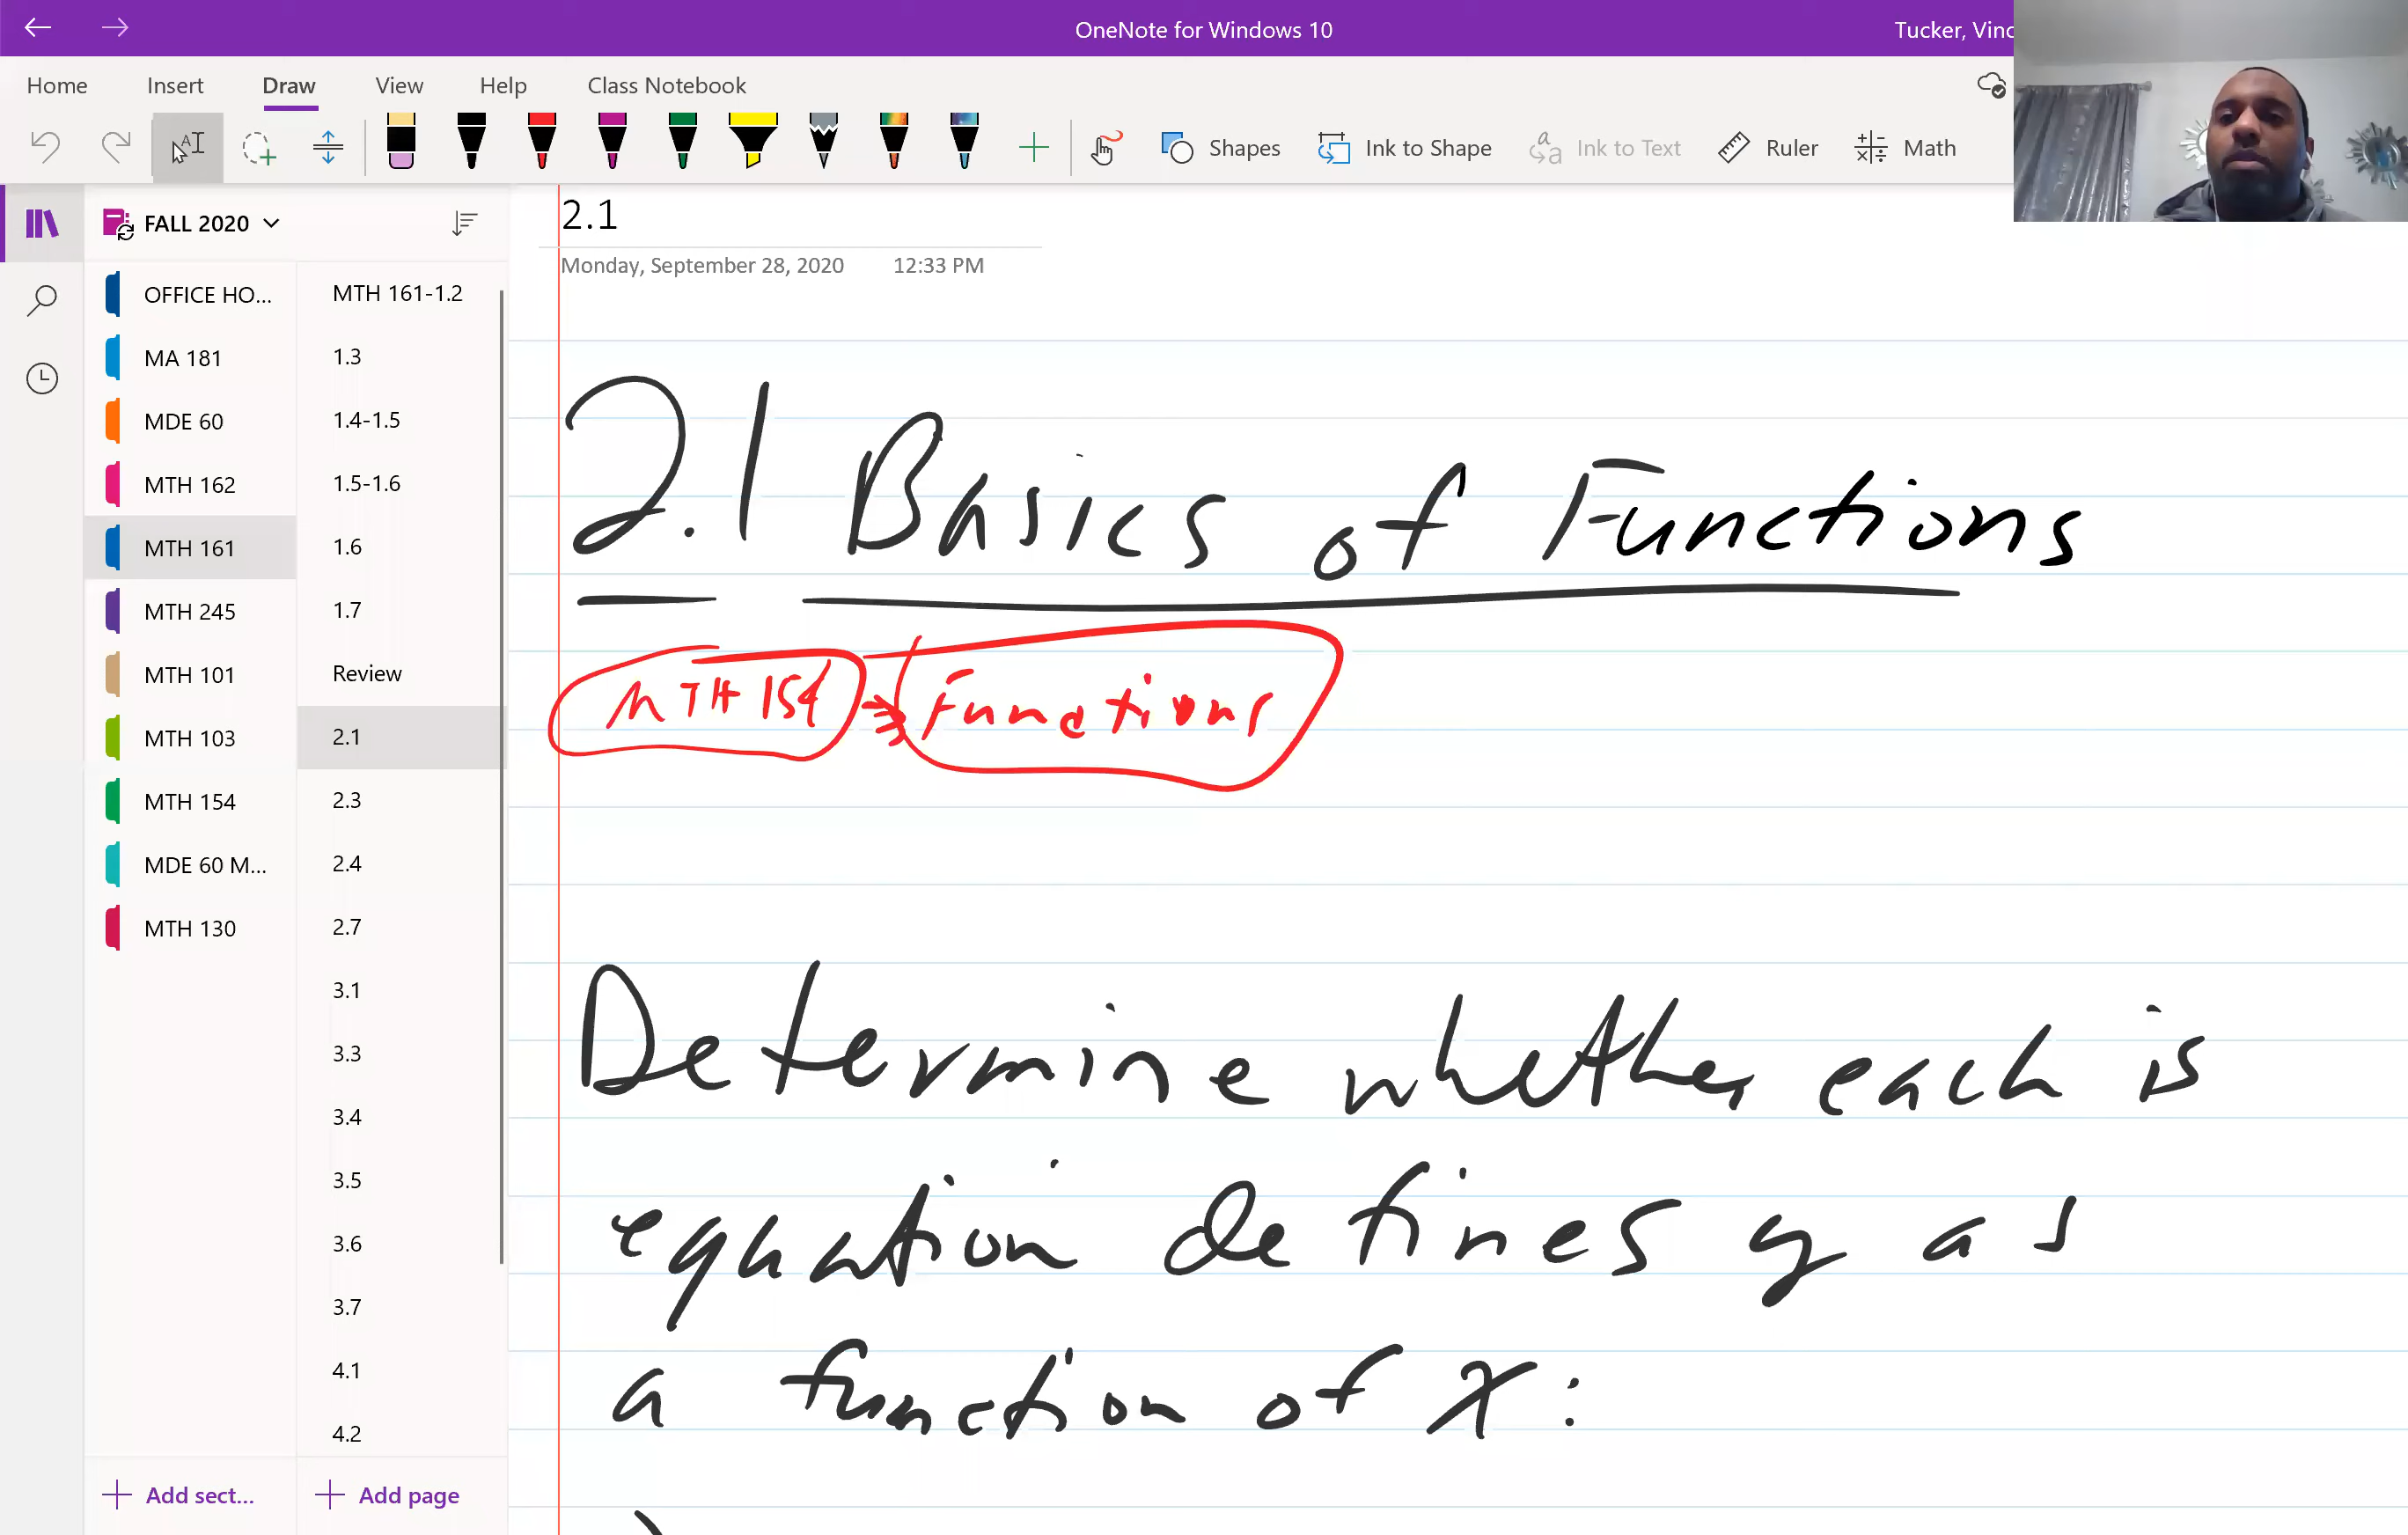 OneNote for Windows 10
Tucker, Vinc
Home Insert Draw View Help Class Notebook
Shapes Ink to Shape Ink to Text Ruler Math
FALL 2020
OFFICE HO...
MA 181
MDE 60
MTH 162
MTH 161
MTH 245
MTH 101
MTH 103
MTH 154
MDE 60 M...
MTH 130
Add sect...
MTH 161-1.2
1.3
1.4-1.5
1.5-1.6
1.6
1.7
Review
2.1
2.3
2.4
2.7
3.1
3.3
3.4
3.5
3.6
3.7
4.1
4.2
Add page
2.1
Monday, September 28, 2020 12:33 PM
2.1 Basics of Functions
MTH 154 → Functions
Determine whether each is
equation defines y as
a function of x: